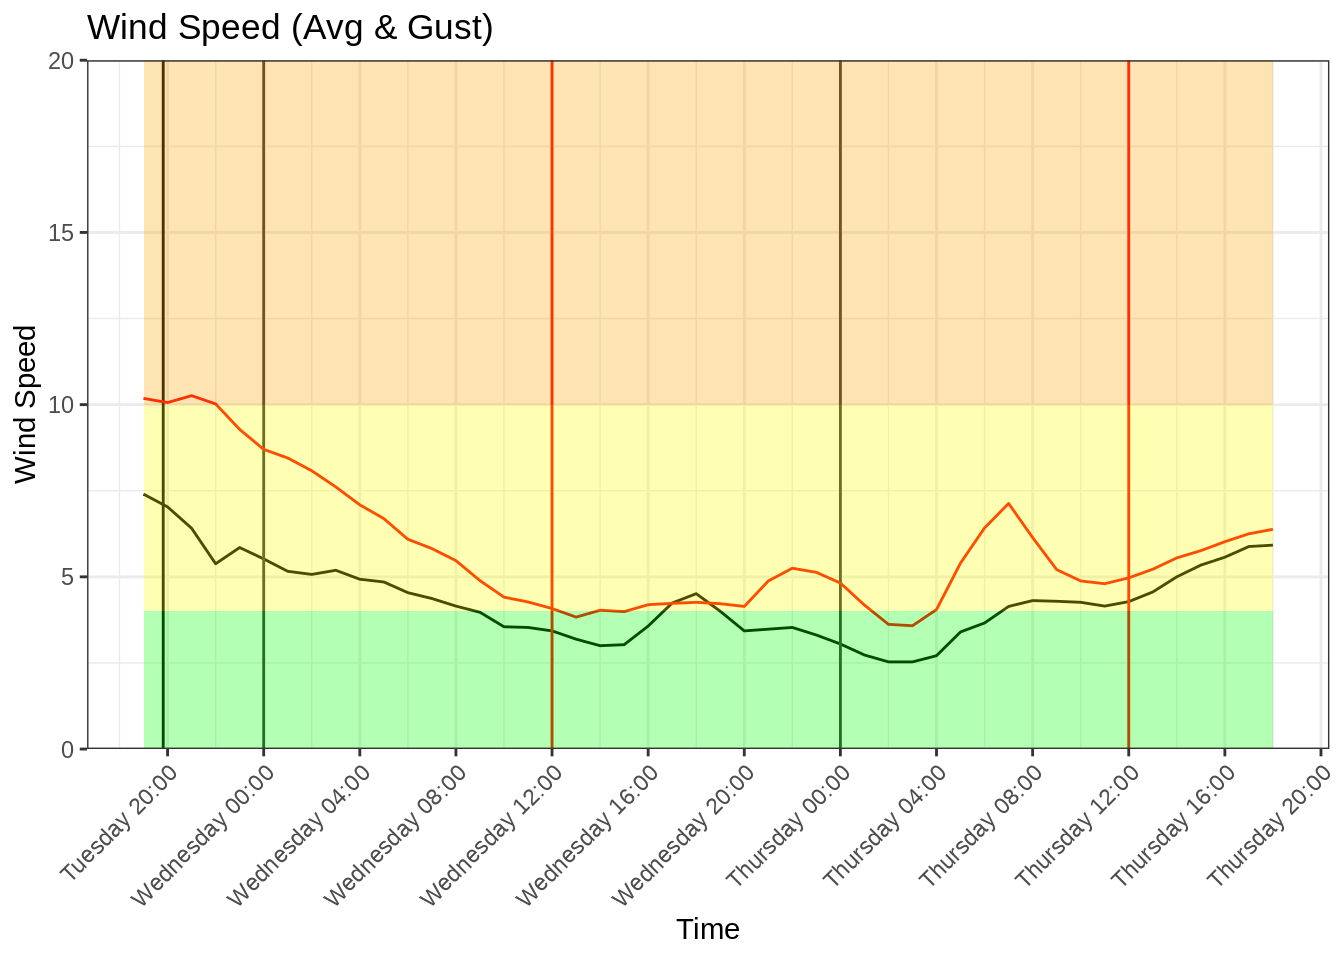 Wind Speed (Avg & Gust)
20
15
10
5
0
Wind Speed
Tuesday 20:00
Wednesday 00:00
Wednesday 04:00
Wednesday 08:00
Wednesday 12:00
Wednesday 16:00
Wednesday 20:00
Thursday 00:00
Thursday 04:00
Thursday 08:00
Thursday 12:00
Thursday 16:00
Thursday 20:00
Time